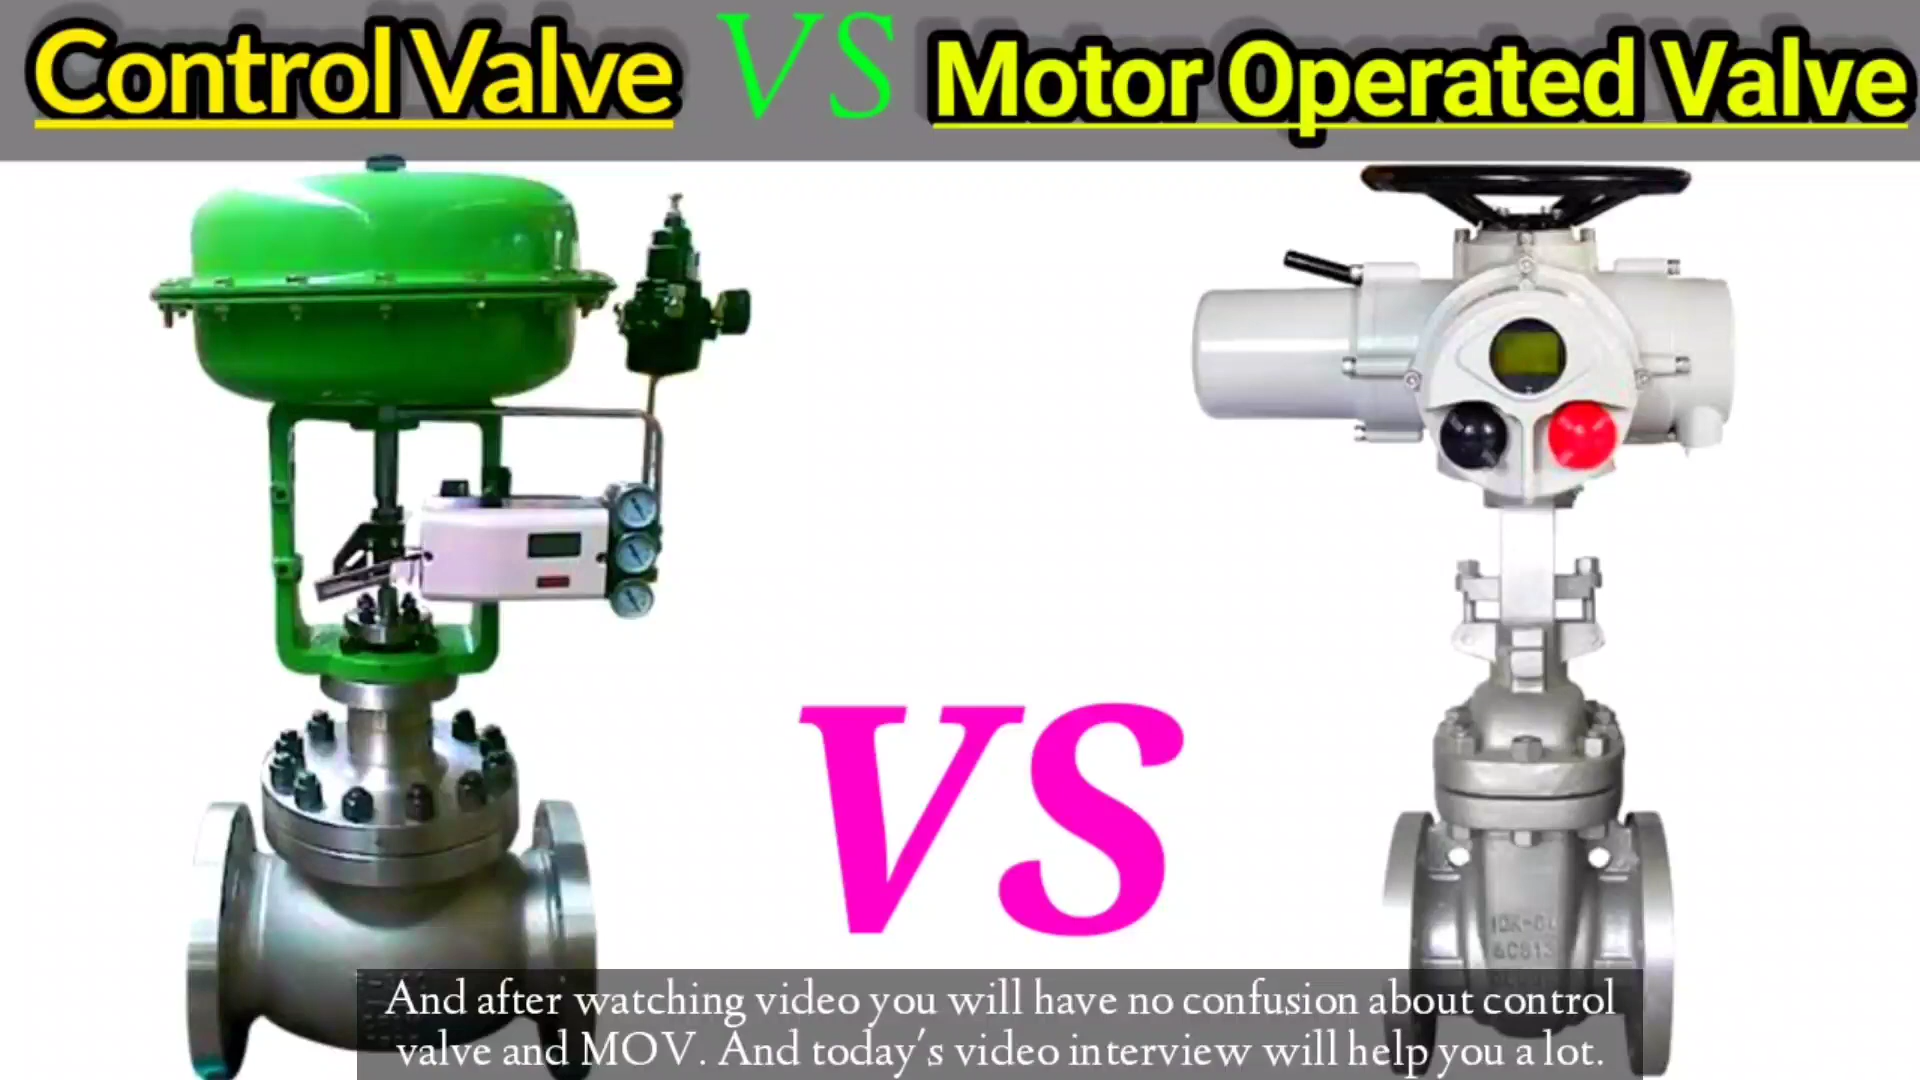 Control Valve VS Motor Operated Valve
VS
And after watching video you will have no confusion about control
valve and MOV. And today's video interview will help you a lot.